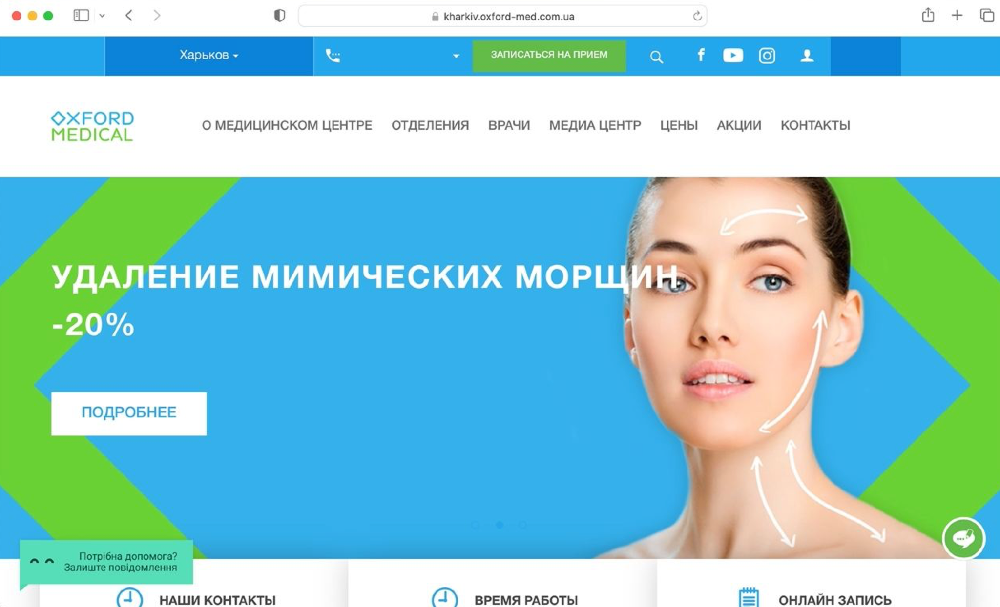 kharkiv.oxford-med.com.ua
Харьков
ЗАПИСАТЬСЯ НА ПРИЕМ
OXFORD
MEDICAL
О МЕДИЦИНСКОМ ЦЕНТРЕ ОТДЕЛЕНИЯ ВРАЧИ МЕДИА ЦЕНТР ЦЕНЫ АКЦИИ КОНТАКТЫ
УДАЛЕНИЕ МИМИЧЕСКИХ МОРЩИН
-20%
ПОДРОБНЕЕ
Потрібна допомога?
Залиште повідомлення
НАШИ КОНТАКТЫ ВРЕМЯ РАБОТЫ ОНЛАЙН ЗАПИСЬ